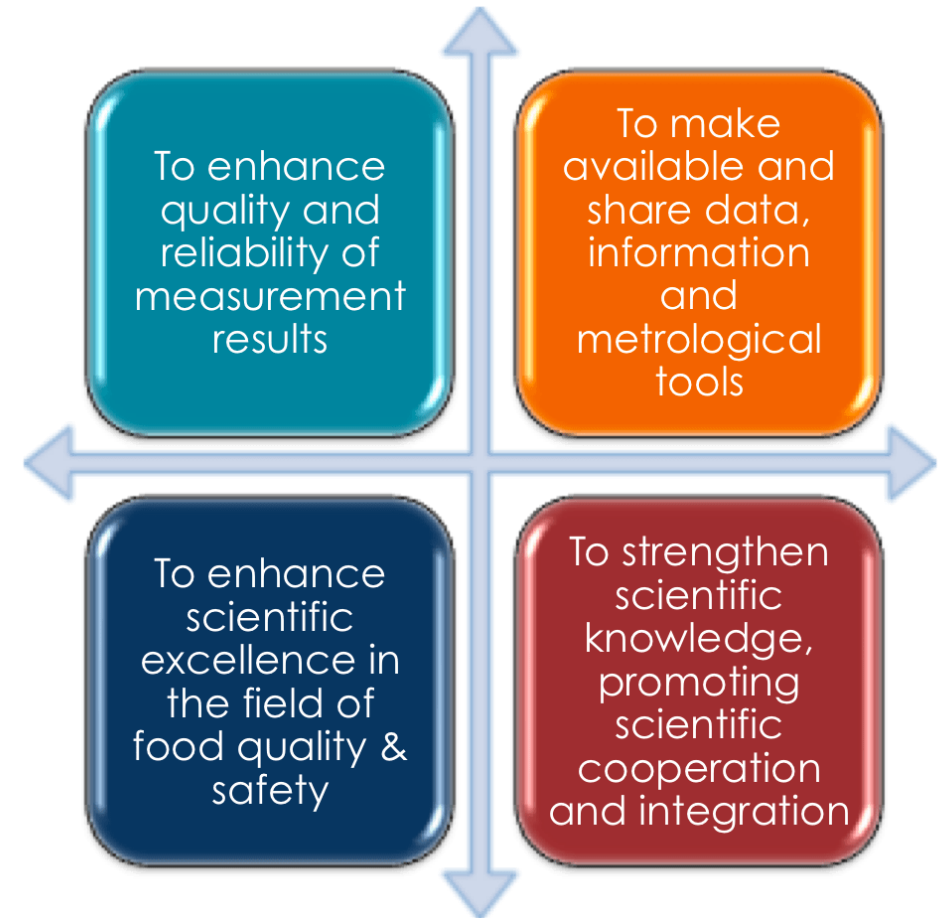 To enhance
quality and
reliability of
measurement
results
To make
available and
share data,
information
and
metrological
tools
To enhance
scientific
excellence in
the field of
food quality &
safety
To strengthen
scientific
knowledge,
promoting
scientific
cooperation
and integration